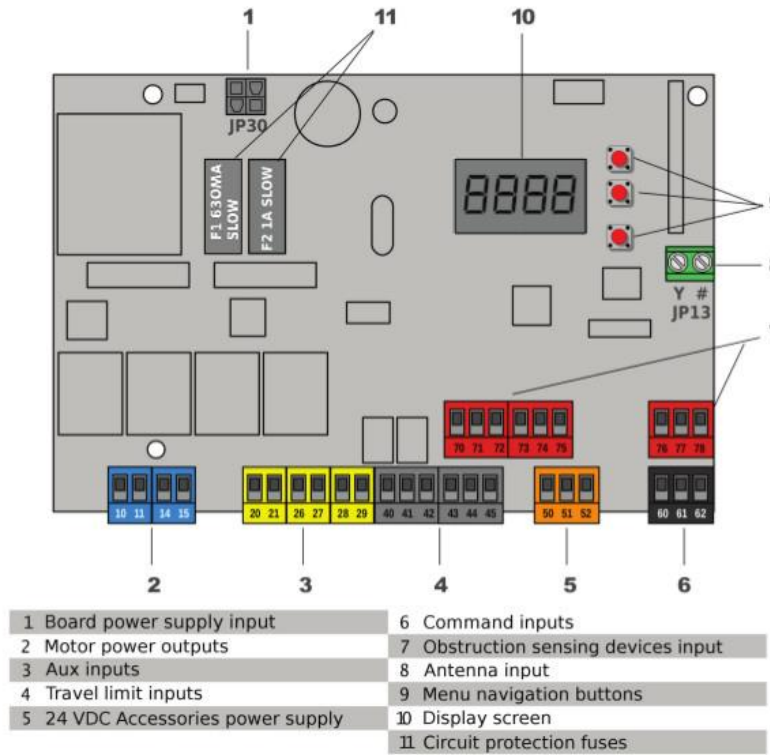 1
11
10
JP30
F1 630MA
SLOW
F2 1A SLOW
8888
Y #
JP13
70 71 72 73 74 75
76 77 78
10 11 14 15
20 21 26 27 28 29
40 41 42 43 44 45
50 51 52
60 61 62
2
3
4
5
6
1 Board power supply input
2 Motor power outputs
3 Aux inputs
4 Travel limit inputs
5 24 VDC Accessories power supply
6 Command inputs
7 Obstruction sensing devices input
8 Antenna input
9 Menu navigation buttons
10 Display screen
11 Circuit protection fuses